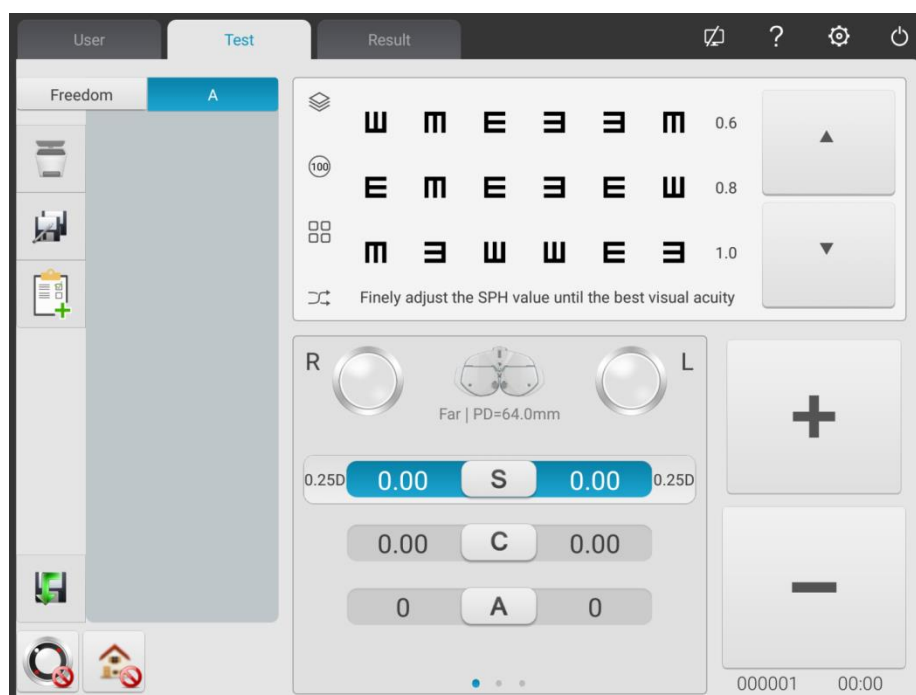 User Test Result ?
Freedom A
0.6
100
0.8
1.0
Finely adjust the SPH value until the best visual acuity
R L
Far | PD=64.0mm
0.25D 0.00 S 0.00 0.25D
0.00 C 0.00
0 A 0
000001 00:00